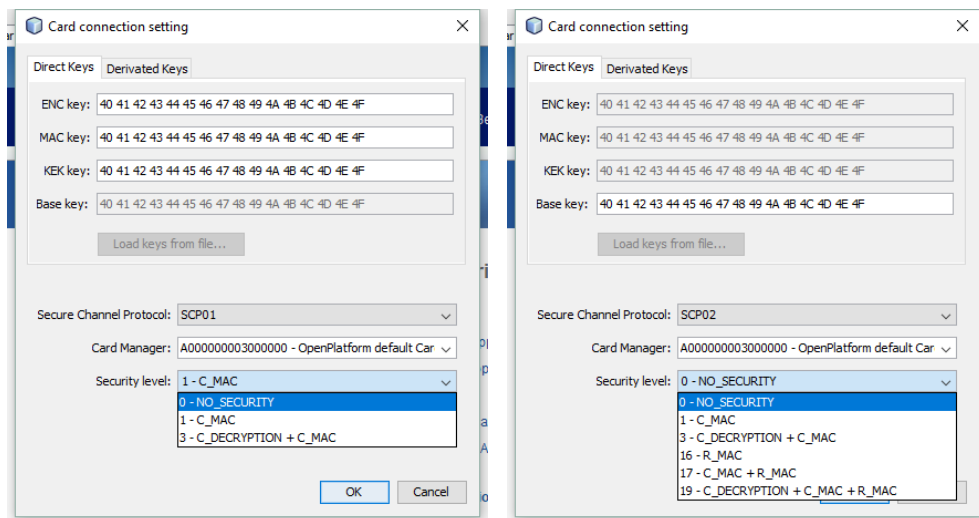 Card connection setting
Direct Keys
Derivated Keys
ENC key: 40 41 42 43 44 45 46 47 48 49 4A 4B 4C 4D 4E 4F
MAC key: 40 41 42 43 44 45 46 47 48 49 4A 4B 4C 4D 4E 4F
KEK key: 40 41 42 43 44 45 46 47 48 49 4A 4B 4C 4D 4E 4F
Base key: 40 41 42 43 44 45 46 47 48 49 4A 4B 4C 4D 4E 4F
Load keys from file...
Secure Channel Protocol: SCP01
Card Manager: A000000003000000 - OpenPlatform default Car
Security level: 1 - C_MAC
0 - NO_SECURITY
1 - C_MAC
3 - C_DECRYPTION + C_MAC
OK
Cancel
Card connection setting
Direct Keys
Derivated Keys
ENC key: 40 41 42 43 44 45 46 47 48 49 4A 4B 4C 4D 4E 4F
MAC key: 40 41 42 43 44 45 46 47 48 49 4A 4B 4C 4D 4E 4F
KEK key: 40 41 42 43 44 45 46 47 48 49 4A 4B 4C 4D 4E 4F
Base key: 40 41 42 43 44 45 46 47 48 49 4A 4B 4C 4D 4E 4F
Load keys from file...
Secure Channel Protocol: SCP02
Card Manager: A000000003000000 - OpenPlatform default Car
Security level: 0 - NO_SECURITY
0 - NO_SECURITY
1 - C_MAC
3 - C_DECRYPTION + C_MAC
16 - R_MAC
17 - C_MAC + R_MAC
19 - C_DECRYPTION + C_MAC + R_MAC